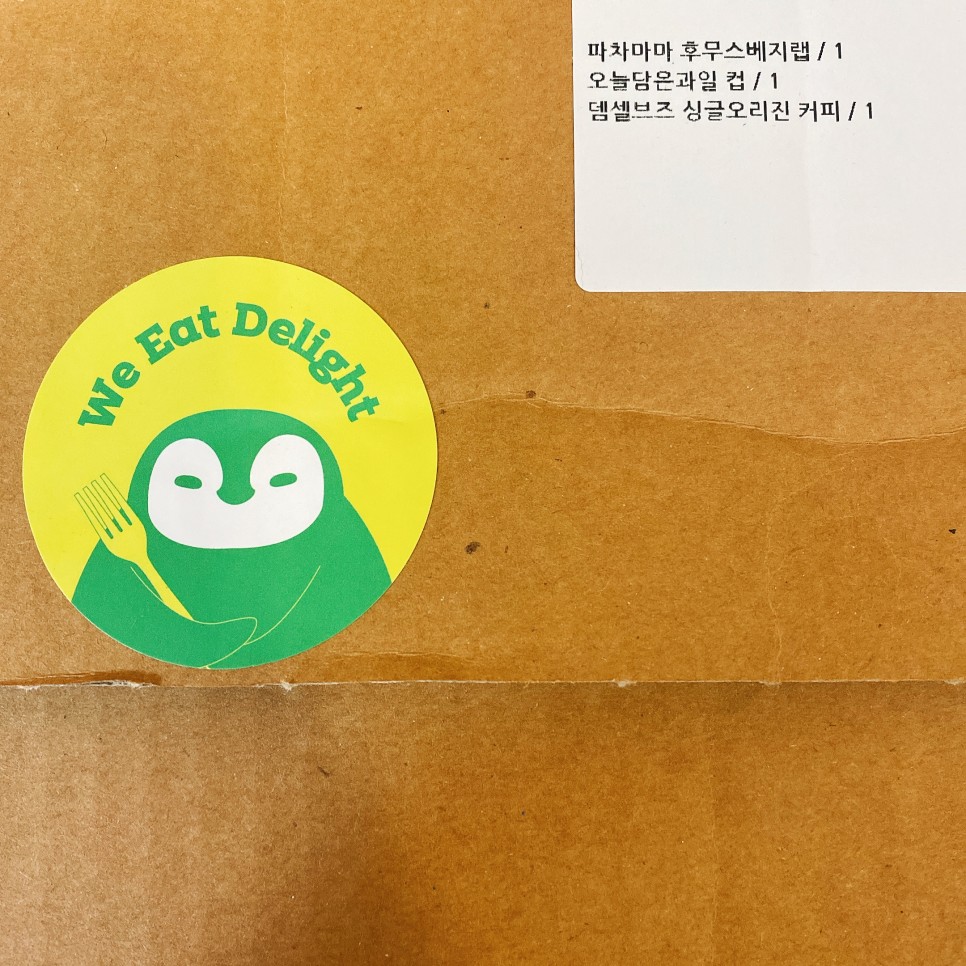 파차마마 후무스베지랩 / 1
오늘담은과일 컵 / 1
뎀셀브즈 싱글오리진 커피 / 1
We Eat Delight